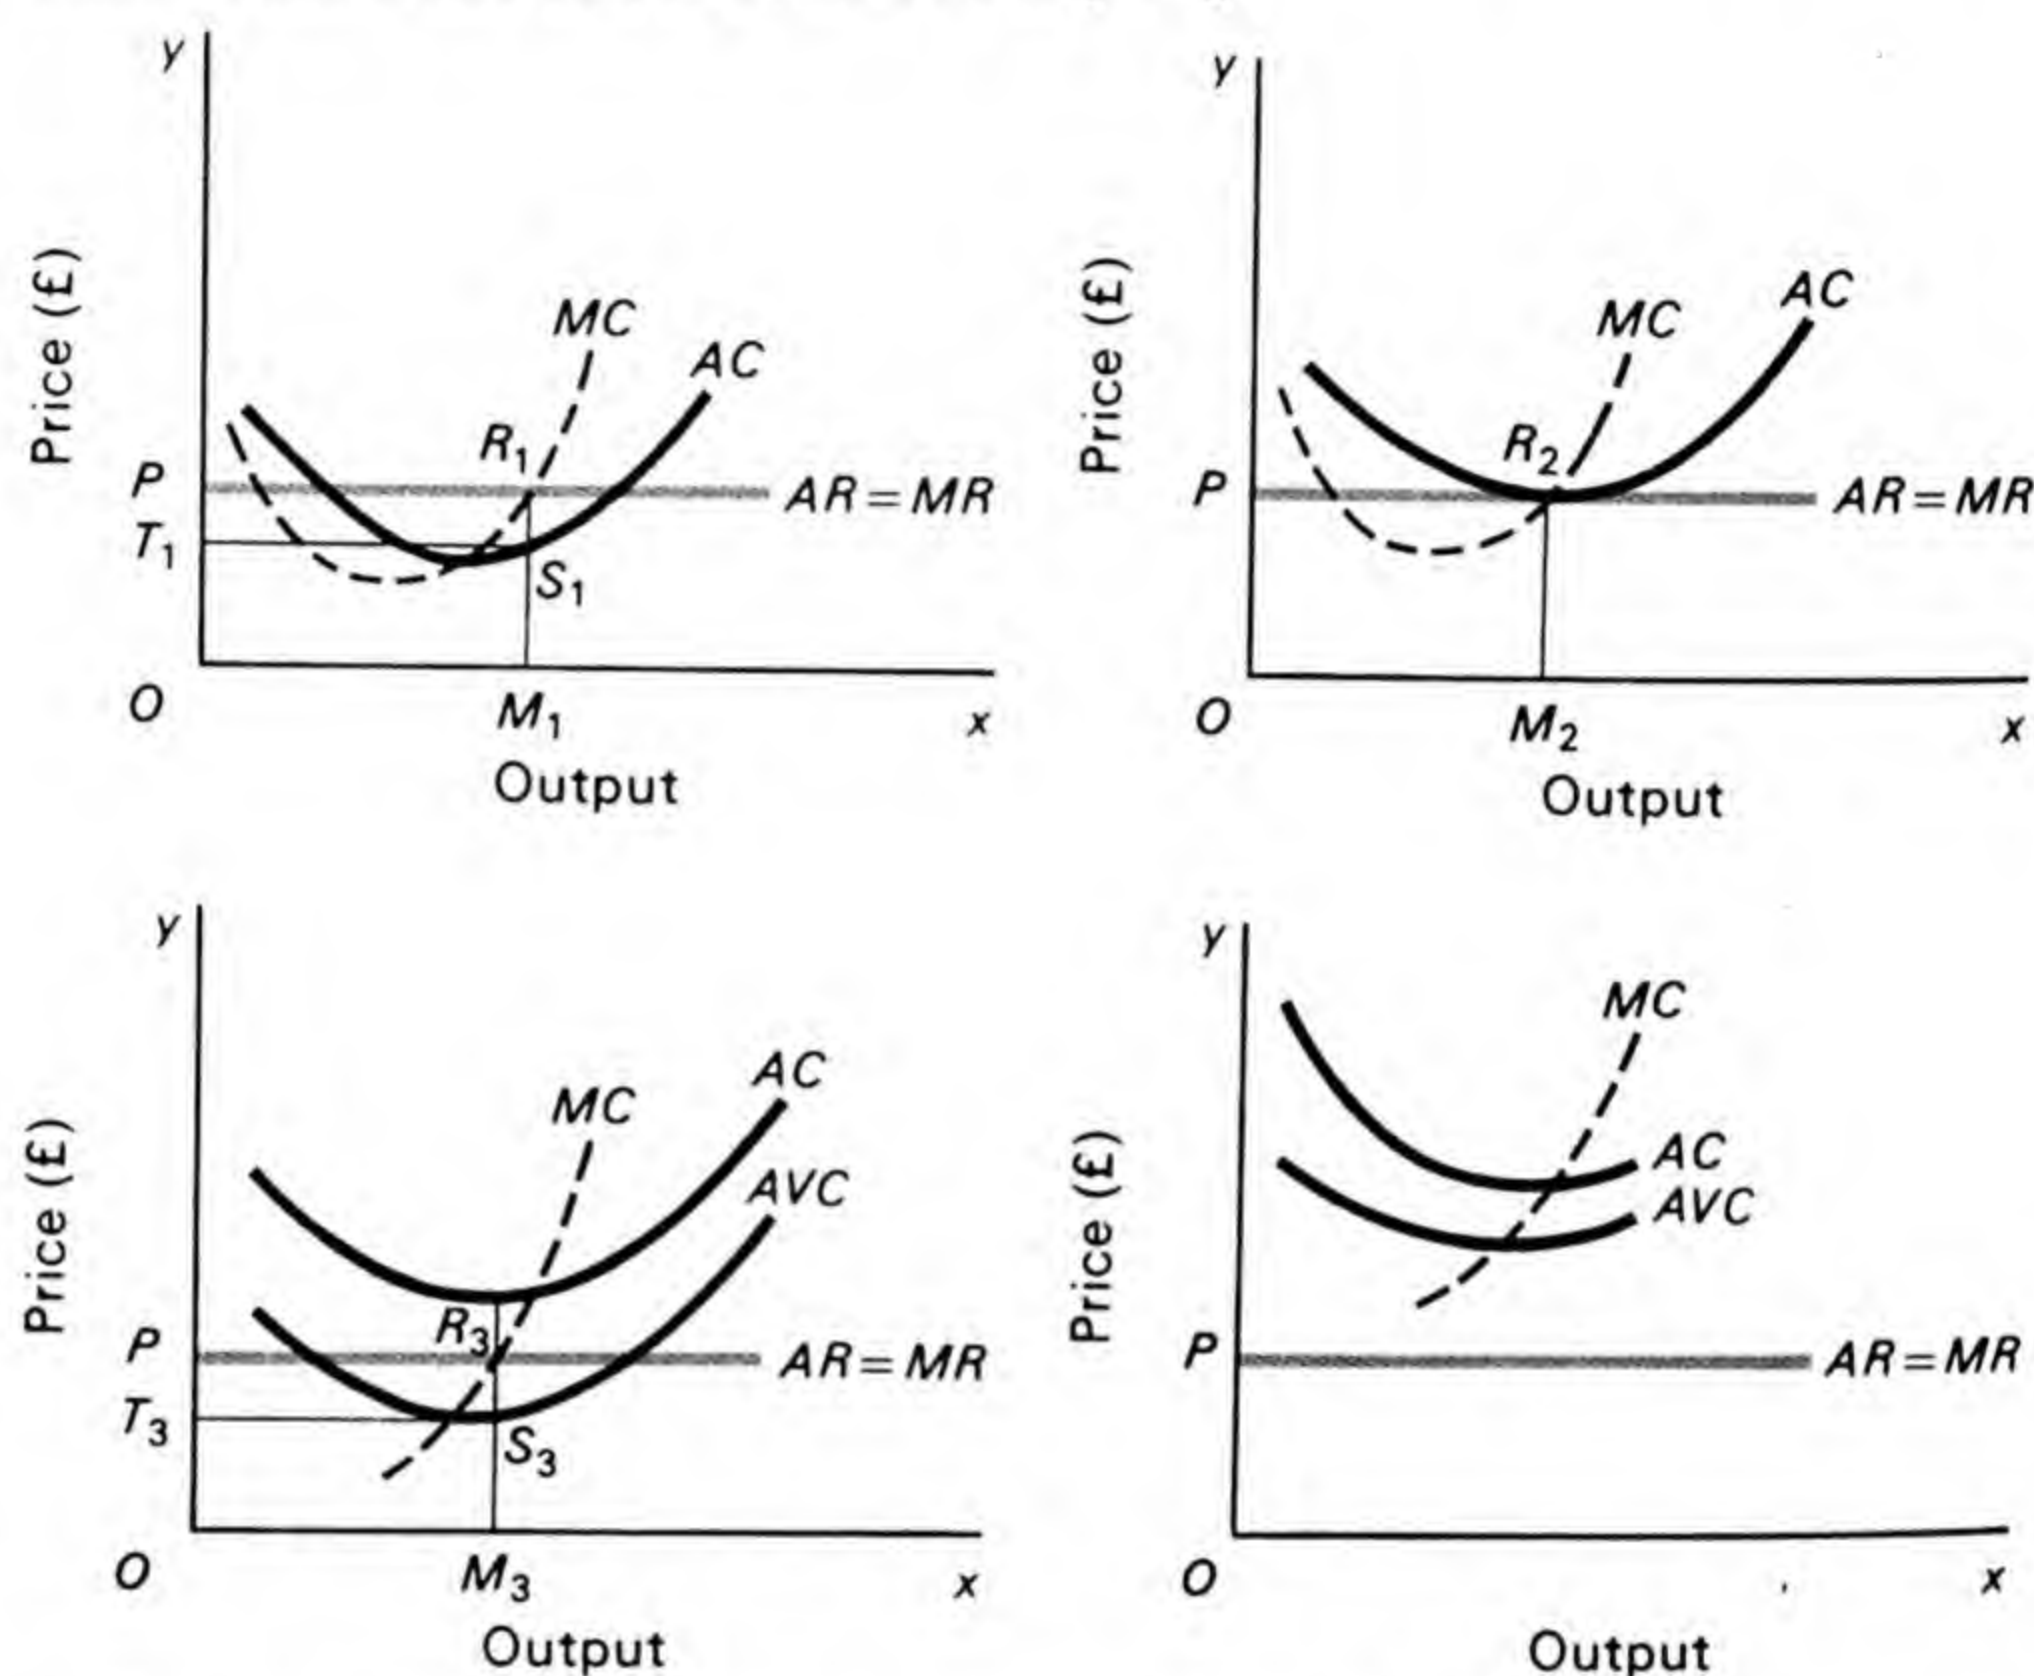 y
Price (£)
MC
AC
R₁
P
AR=MR
T₁
S₁
O
M₁
x
Output
y
Price (£)
MC
AC
R₂
P
AR=MR
O
M₂
x
Output
y
Price (£)
MC
AC
AVC
R₃
P
AR=MR
T₃
S₃
O
M₃
x
Output
y
Price (£)
MC
AC
AVC
P
AR=MR
O
x
Output